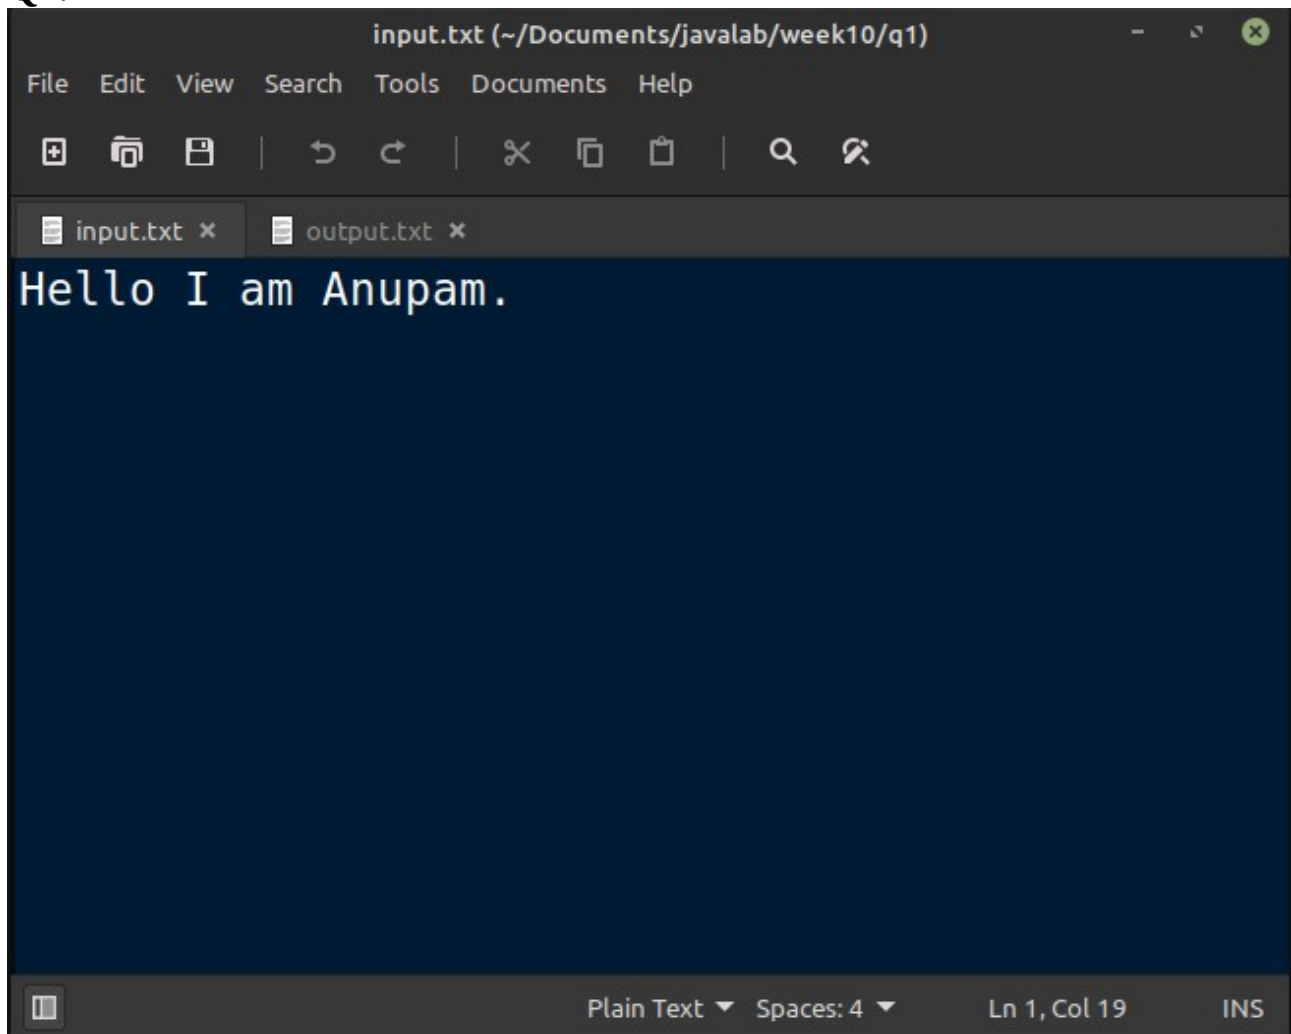 input.txt (~/Documents/javalab/week10/q1)
File Edit View Search Tools Documents Help
input.txt output.txt
Hello I am Anupam.
Plain Text Spaces: 4 Ln 1, Col 19 INS